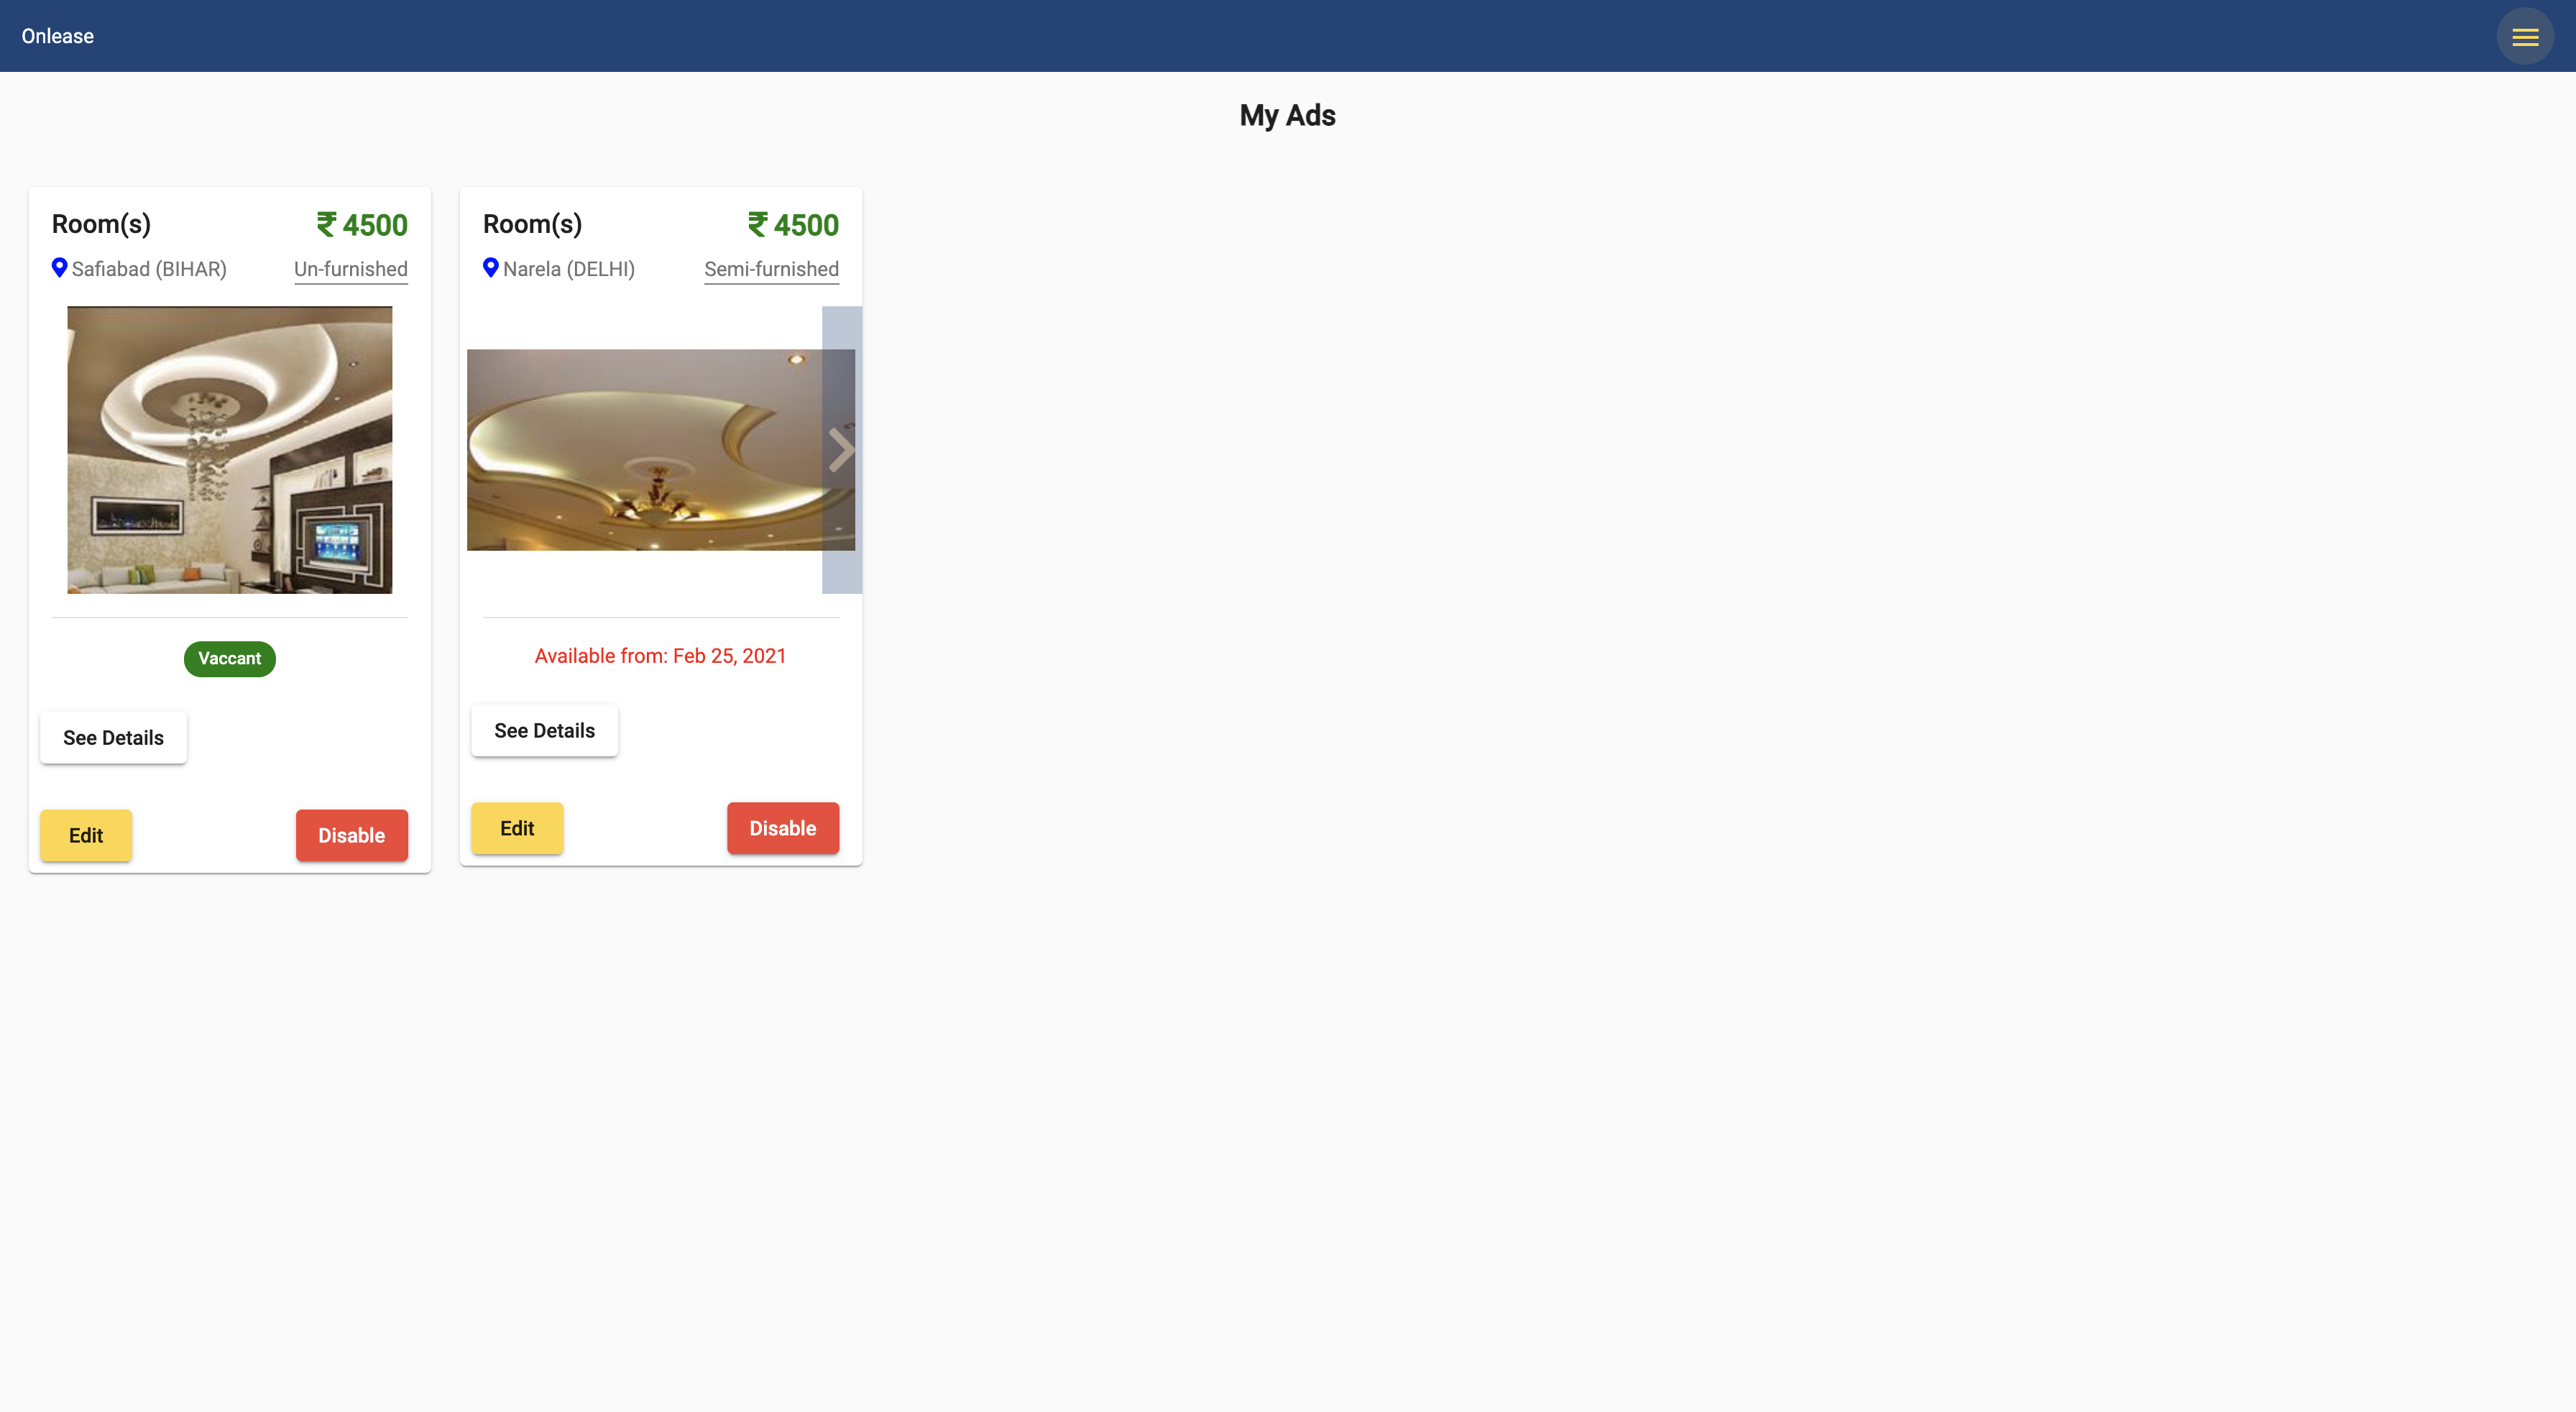 Onlease
My Ads
Room(s) ₹ 4500
Safiabad (BIHAR) Un-furnished
Vaccant
See Details
Edit Disable
Room(s) ₹ 4500
Narela (DELHI) Semi-furnished
Available from: Feb 25, 2021
See Details
Edit Disable